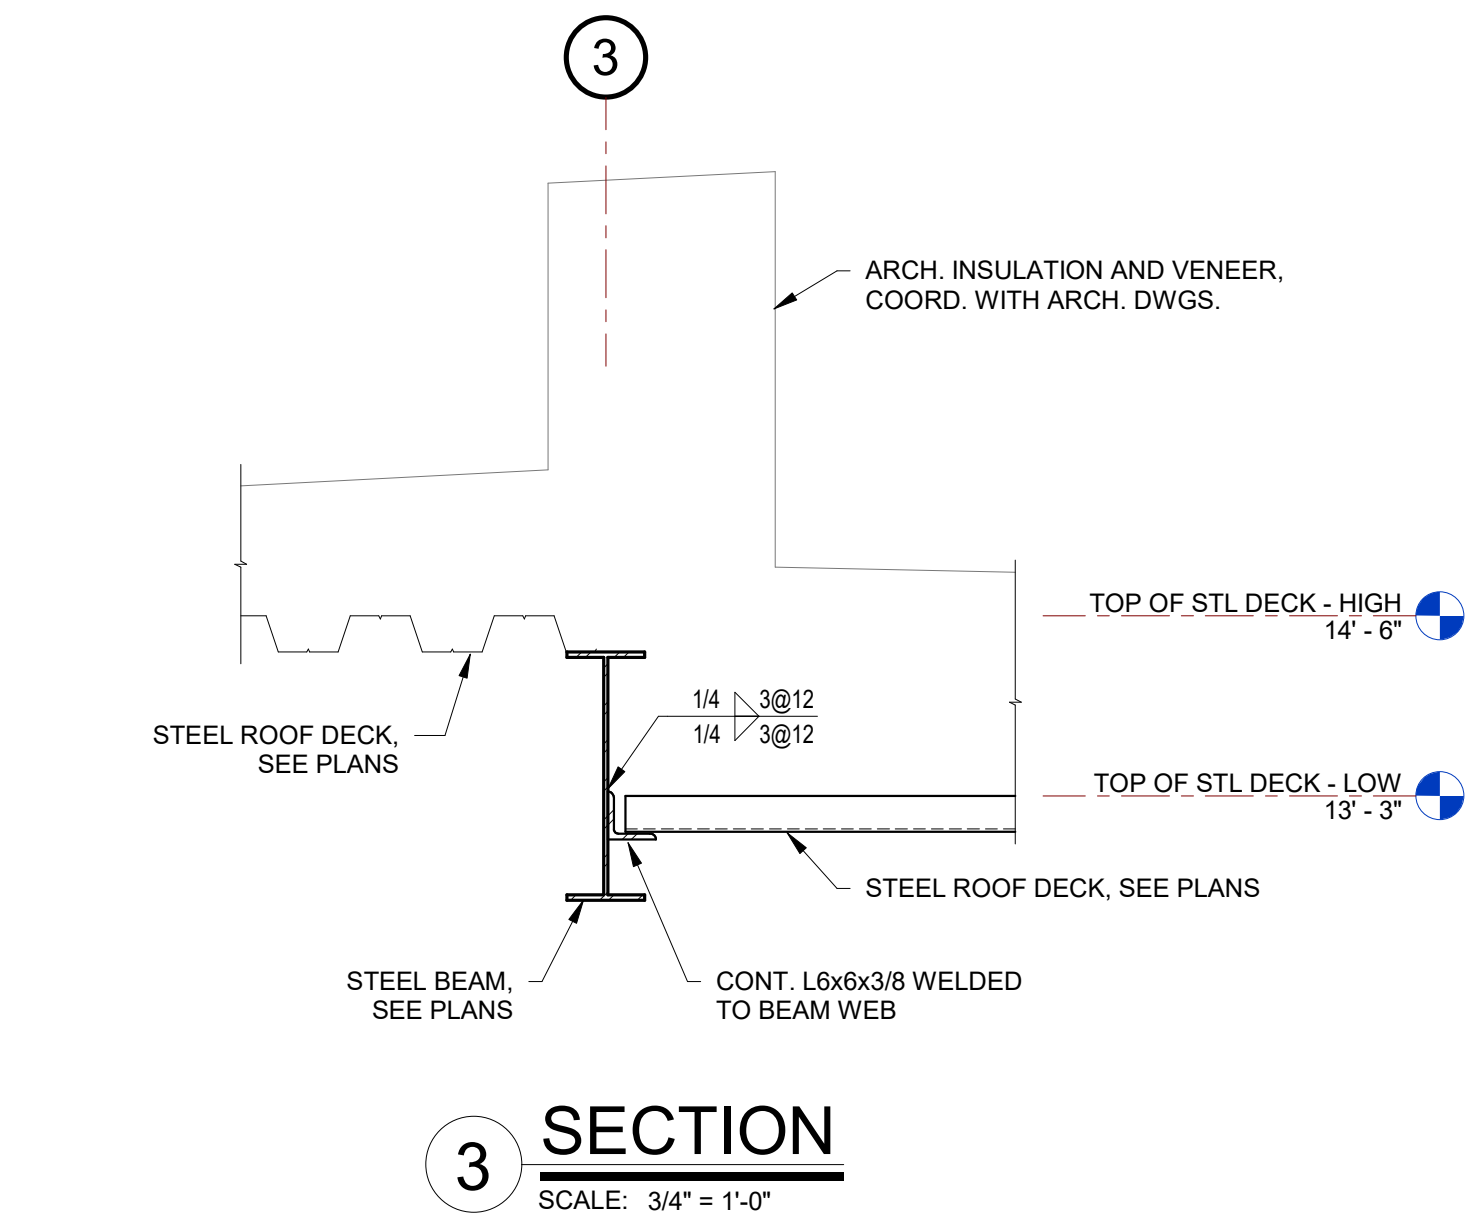 3
ARCH. INSULATION AND VENEER,
COORD. WITH ARCH. DWGS.
TOP OF STL DECK - HIGH
14' - 6"
1/4 3@12
1/4 3@12
STEEL ROOF DECK,
SEE PLANS
TOP OF STL DECK - LOW
13' - 3"
STEEL ROOF DECK, SEE PLANS
STEEL BEAM,
SEE PLANS
CONT. L6x6x3/8 WELDED
TO BEAM WEB
3
SECTION
SCALE: 3/4" = 1'-0"